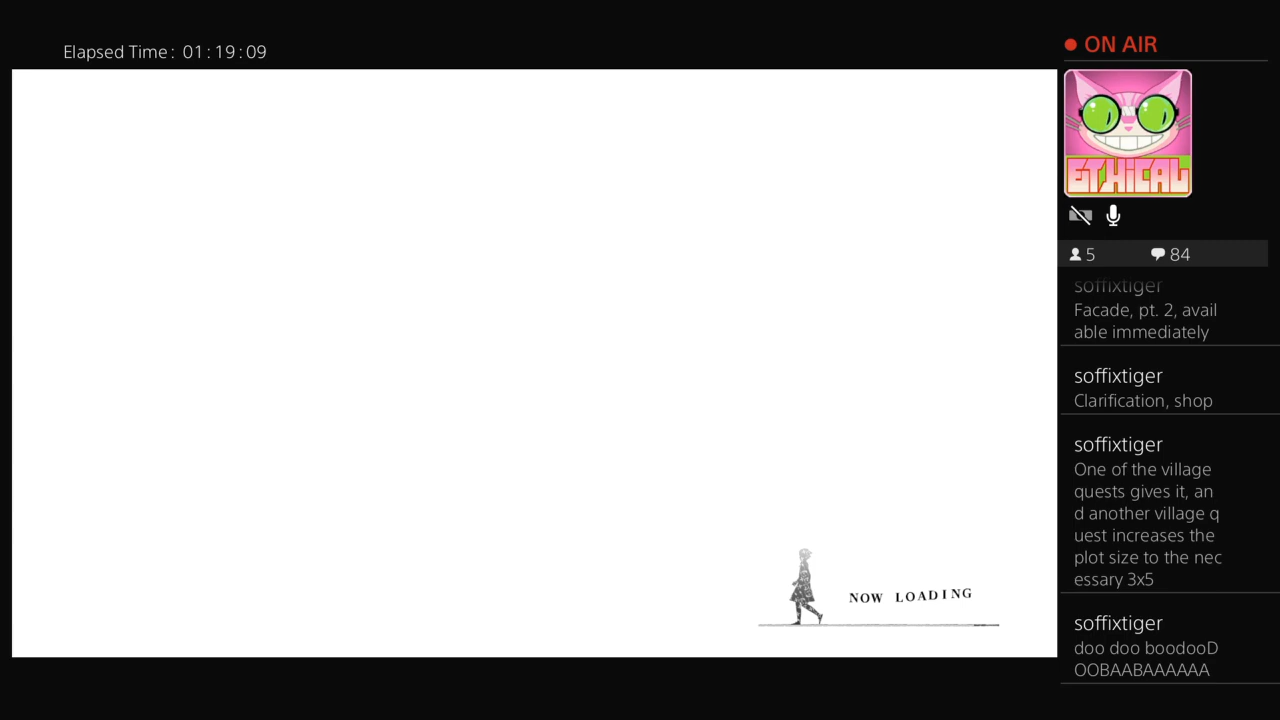 Elapsed Time: 01:19:09
ON AIR
ETHICAL
5 84
soffixtiger
Facade, pt. 2, avail
able immediately
soffixtiger
Clarification, shop
soffixtiger
One of the village
quests gives it, an
d another village q
uest increases the
plot size to the nec
essary 3x5
soffixtiger
doo doo boodooD
OOBAABAAAAAA
NOW LOADING